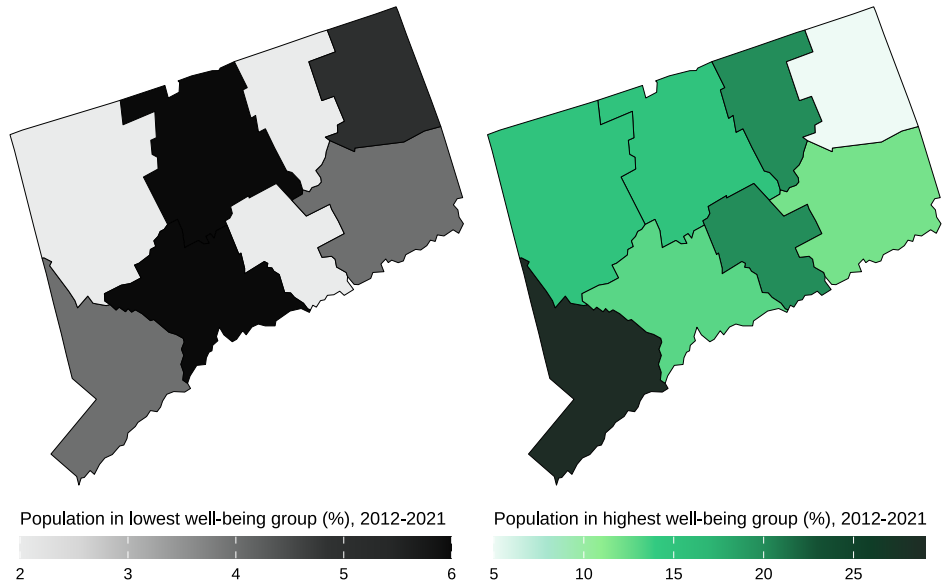 Population in lowest well-being group (%), 2012-2021
2 3 4 5 6
Population in highest well-being group (%), 2012-2021
5 10 15 20 25